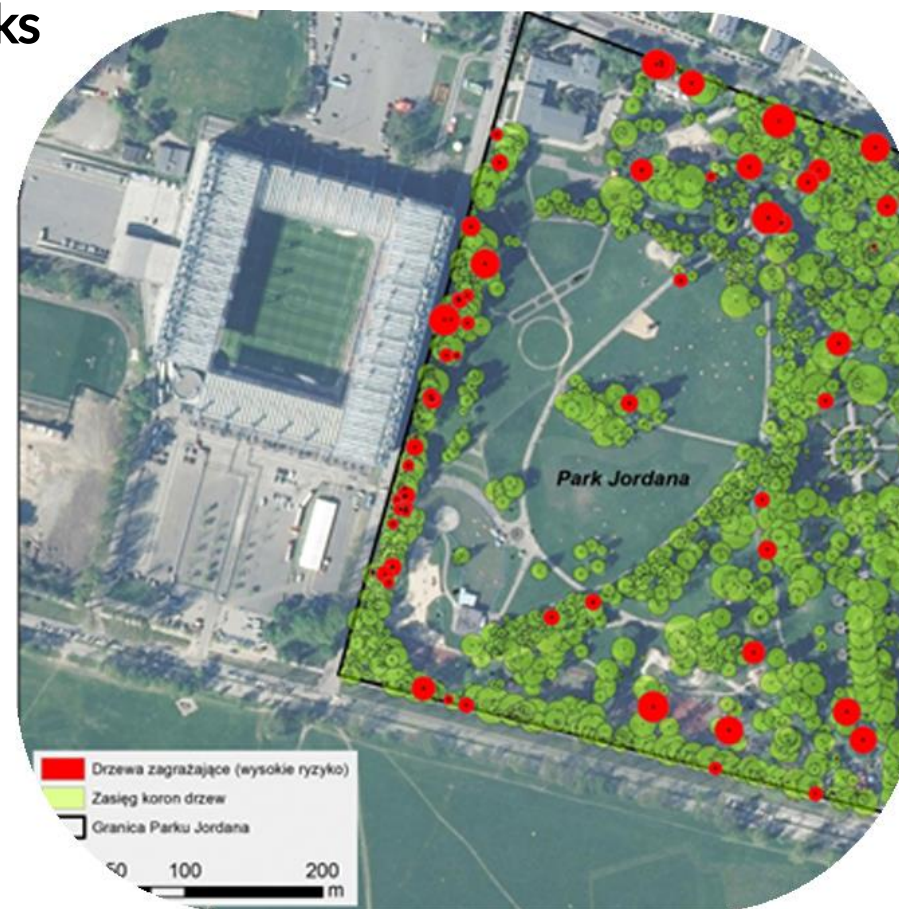 ks
Park Jordana
Drzewa zagrażające (wysokie ryzyko)
Zasięg koron drzew
Granica Parku Jordana
50 100 200
m